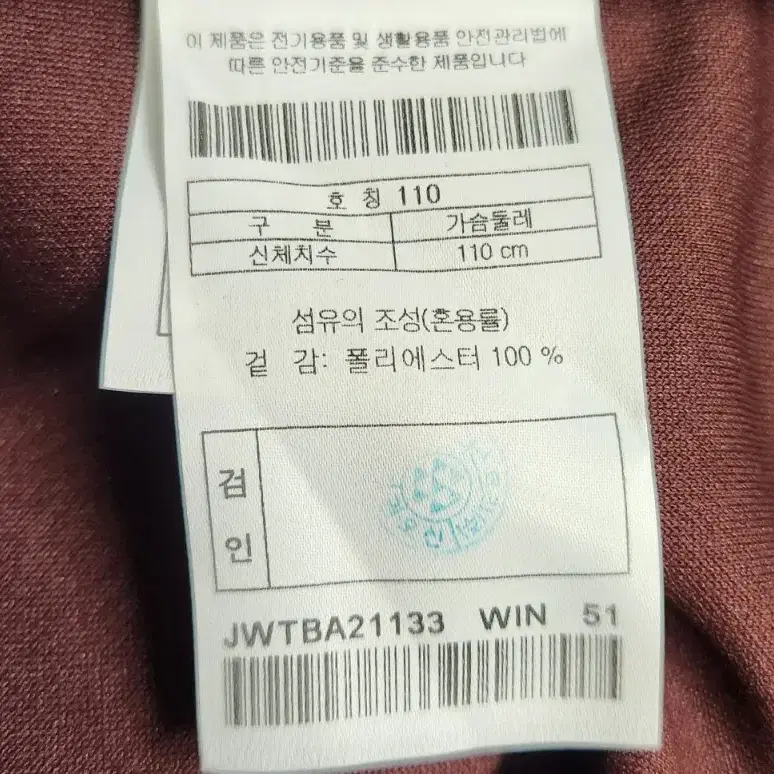 이 제품은 전기용품 및 생활용품 안전관리법에
따른 안전기준을 준수한 제품입니다
호 칭 110
구 분 가슴둘레
신체치수 110 cm
섬유의 조성(혼용률)
겉 감: 폴리에스터 100 %
검
인
JWTBA21133 WIN 51